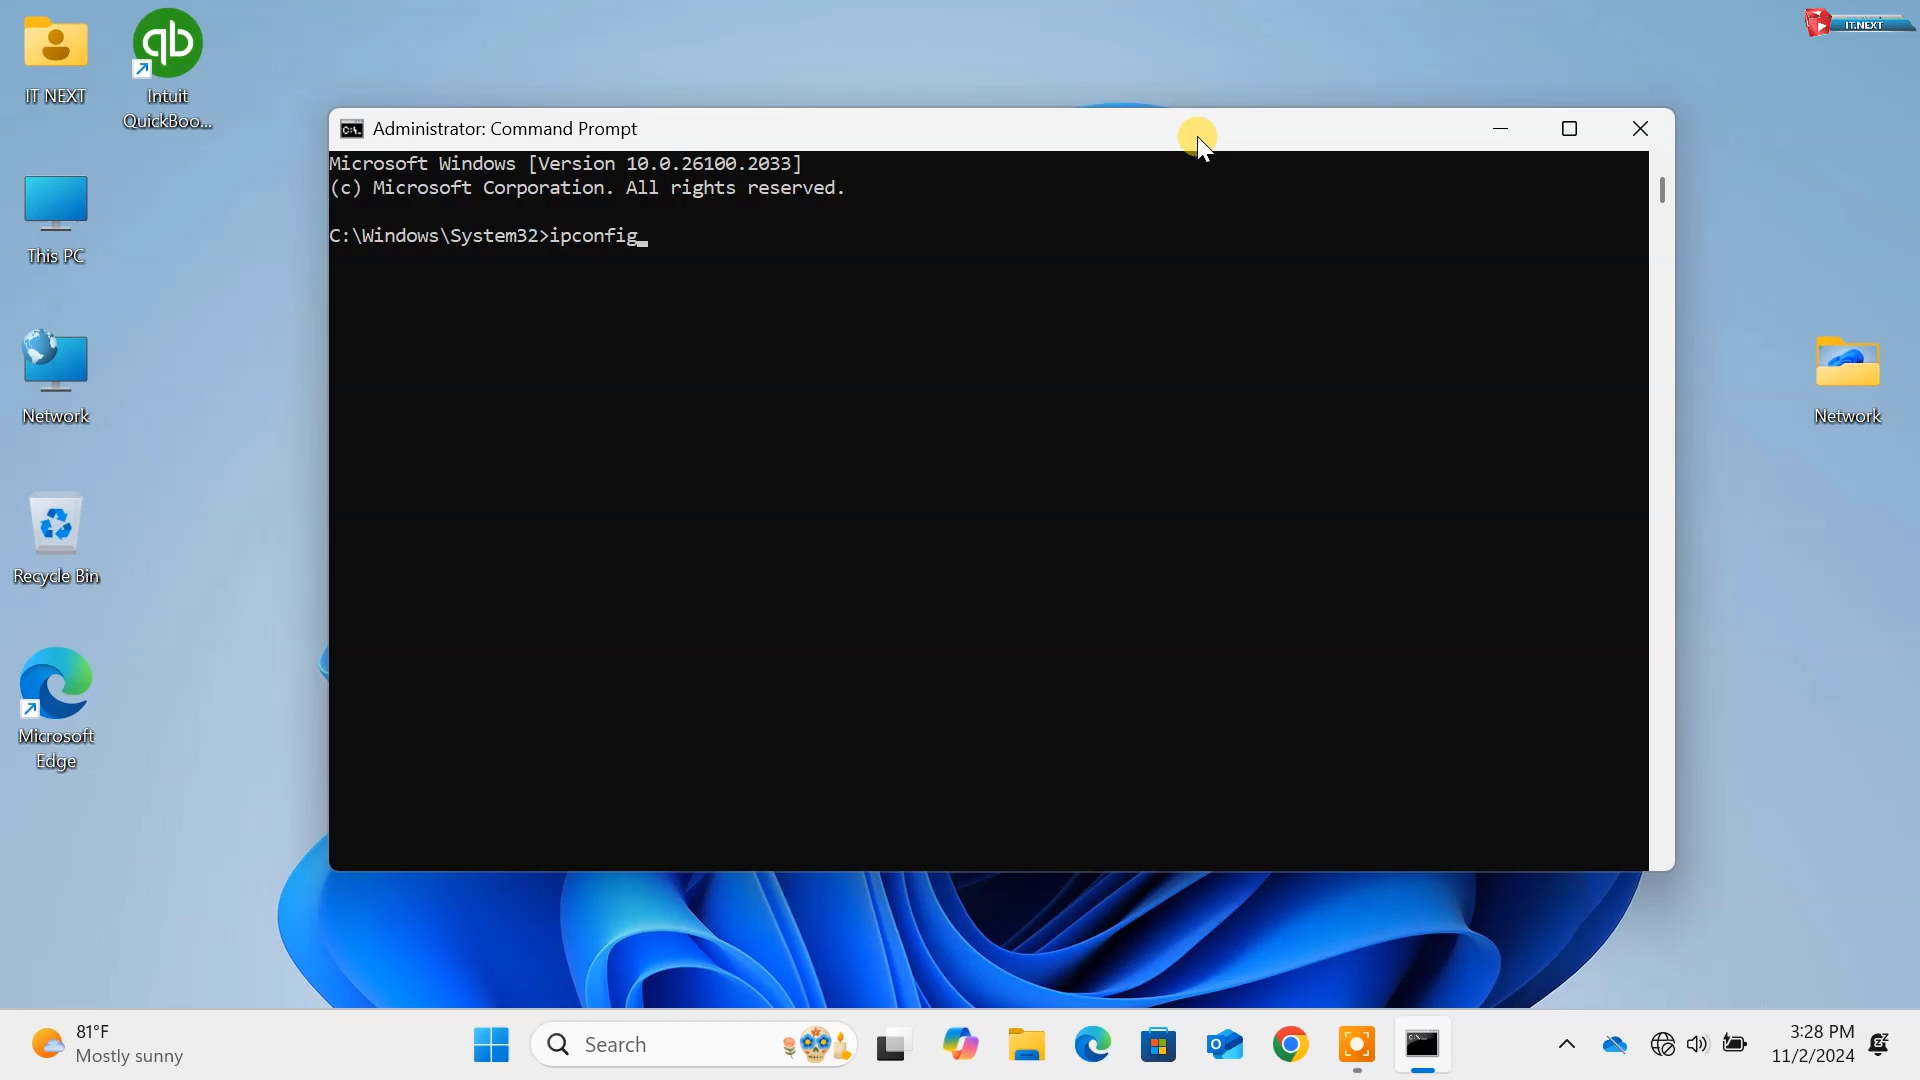 IT NEXT
Intuit
QuickBoo...
IT.NEXT
Administrator: Command Prompt
Microsoft Windows [Version 10.0.26100.2033]
(c) Microsoft Corporation. All rights reserved.
C:\Windows\System32>ipconfig_
This PC
Network
Network
Recycle Bin
Microsoft
Edge
81°F
Mostly sunny
Search
3:28 PM
11/2/2024